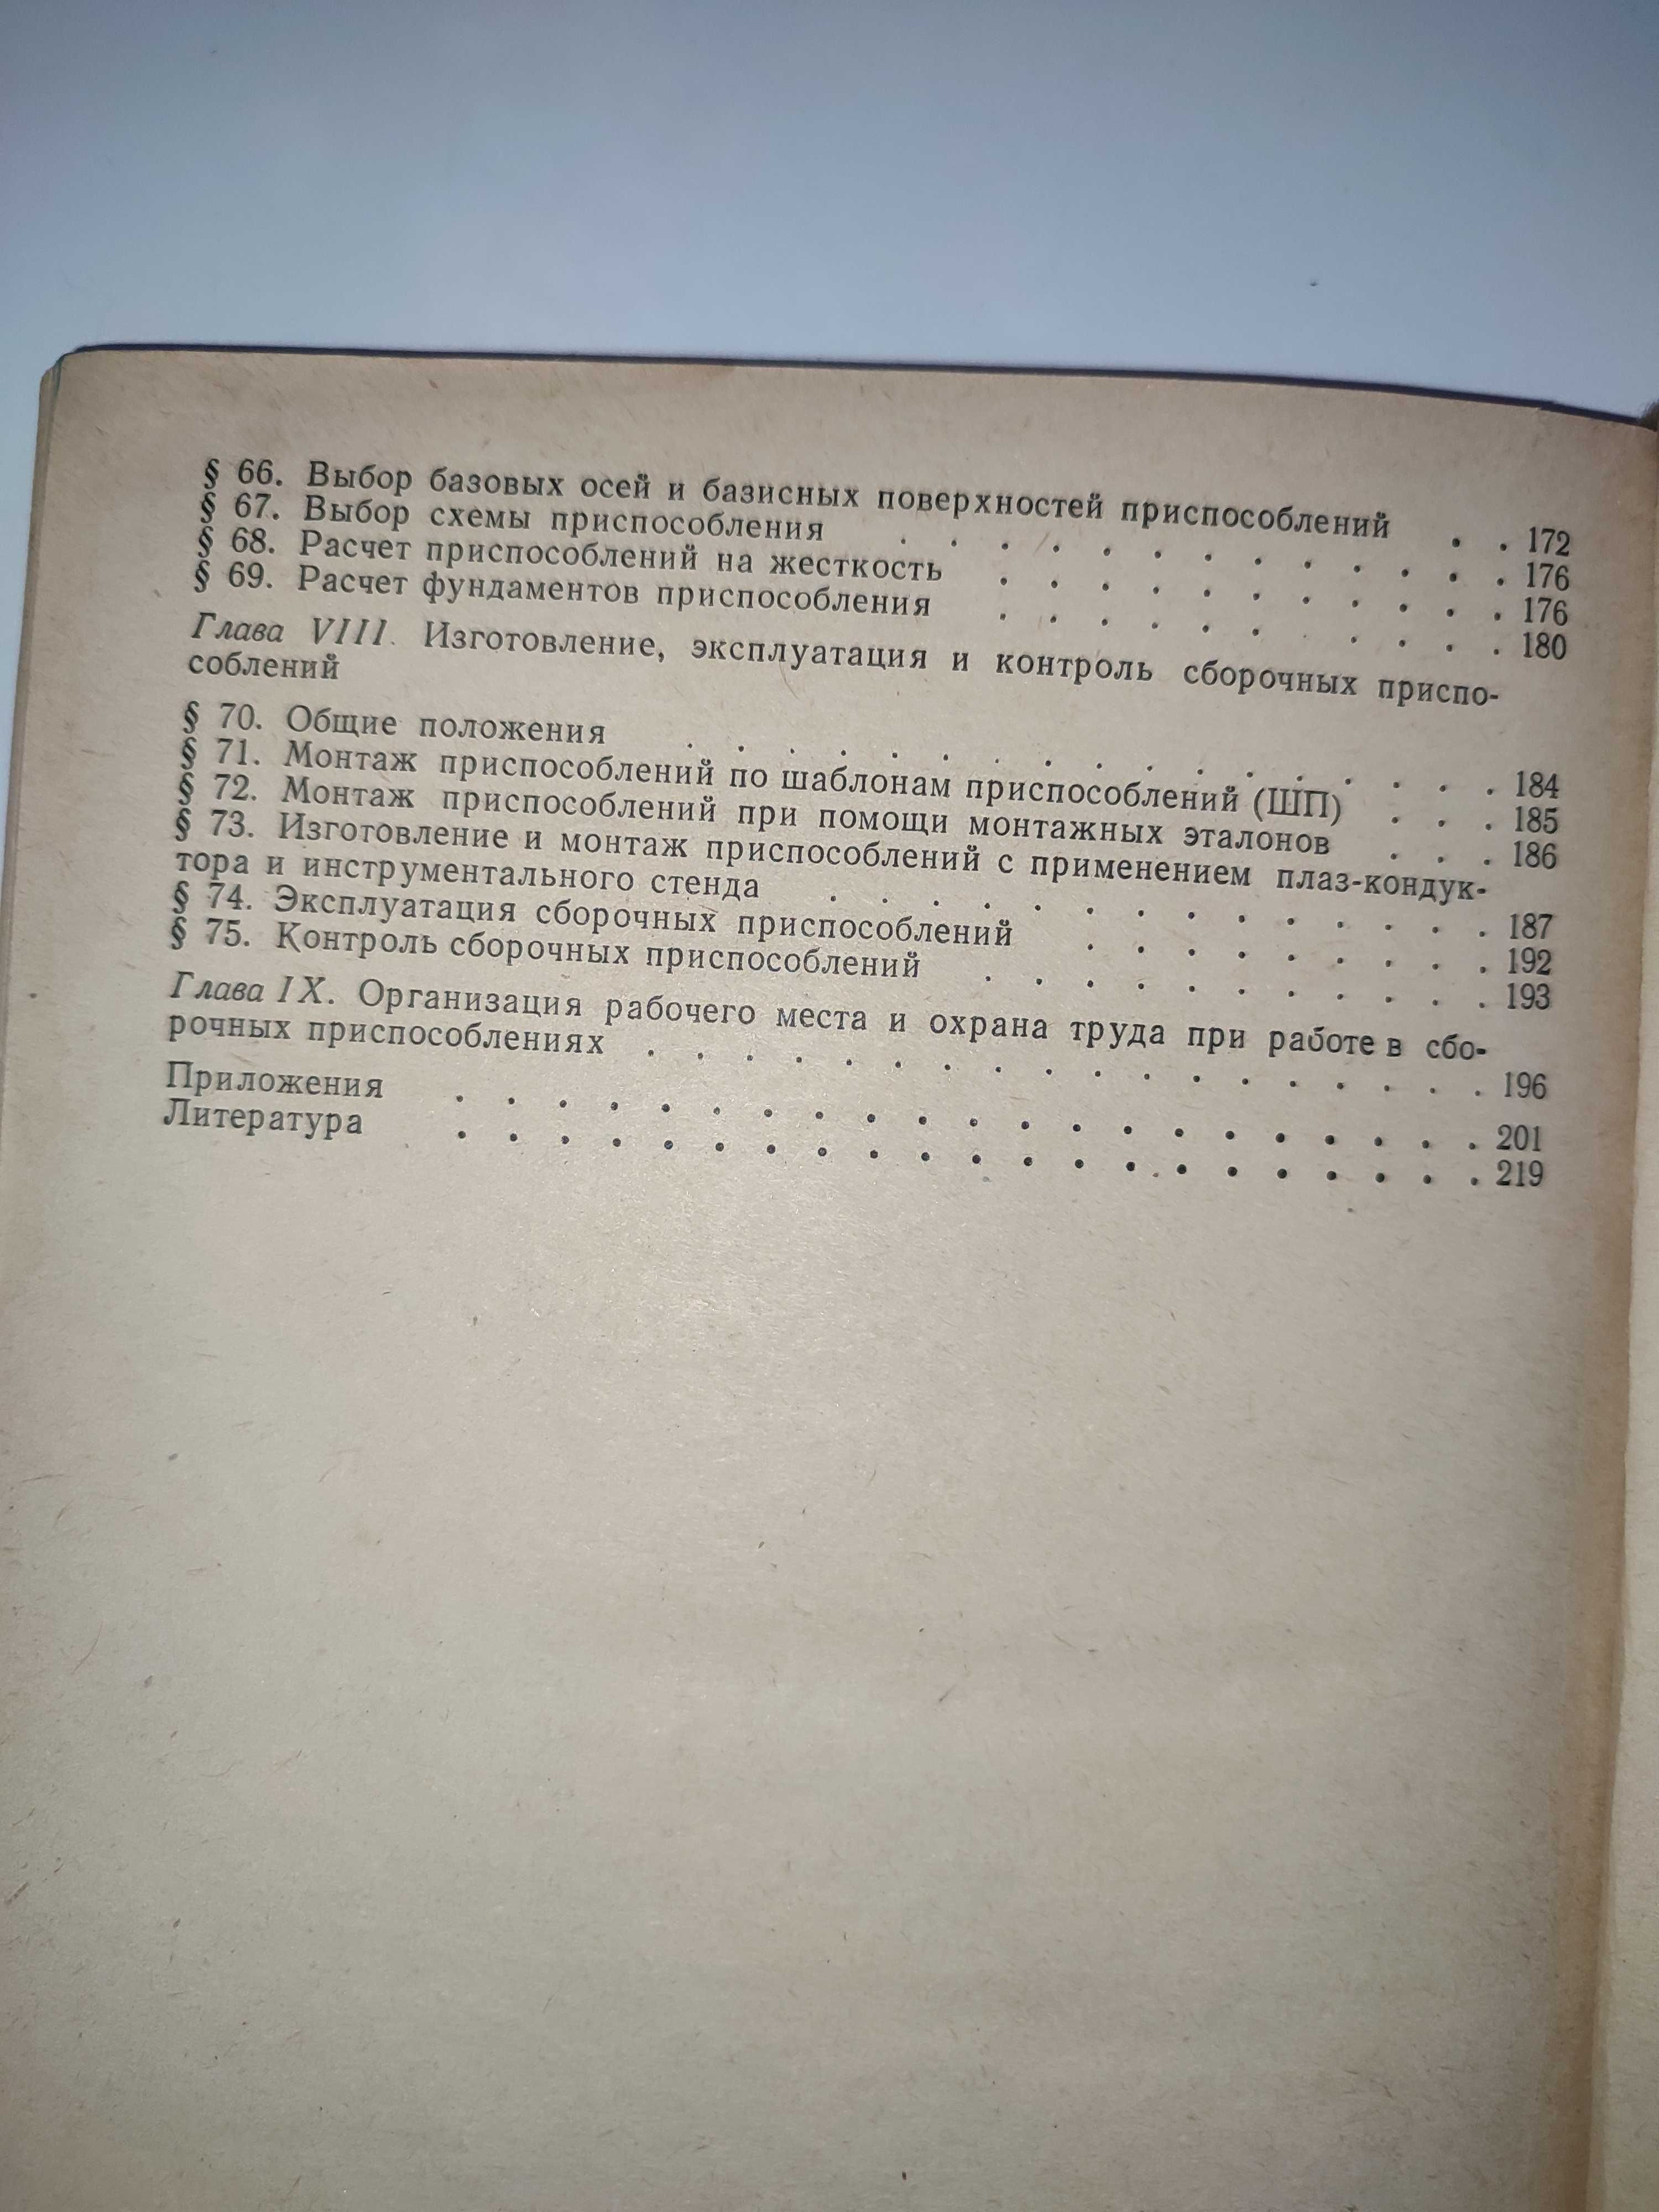 § 66. Выбор базовых осей и базисных поверхностей приспособлений . . 172
§ 67. Выбор схемы приспособления . . . . . . . . . . . . . 176
§ 68. Расчет приспособлений на жесткость . . . . . . . . . . . 176
§ 69. Расчет фундаментов приспособления . . . . . . . . . . 180
Глава VIII. Изготовление, эксплуатация и контроль сборочных приспо-
соблений
§ 70. Общие положения . . . . . . . . . . . . . . . . . 184
§ 71. Монтаж приспособлений по шаблонам приспособлений (ШП) . . . 185
§ 72. Монтаж приспособлений при помощи монтажных эталонов . . . 186
§ 73. Изготовление и монтаж приспособлений с применением плаз-кондук-
тора и инструментального стенда . . . . . . . . . . . . . . 187
§ 74. Эксплуатация сборочных приспособлений . . . . . . . . . 192
§ 75. Контроль сборочных приспособлений . . . . . . . . . . . 193
Глава IX. Организация рабочего места и охрана труда при работе в сбо-
рочных приспособлениях . . . . . . . . . . . . . . . . . 196
Приложения . . . . . . . . . . . . . . . . . . . . . 201
Литература . . . . . . . . . . . . . . . . . . . . . 219